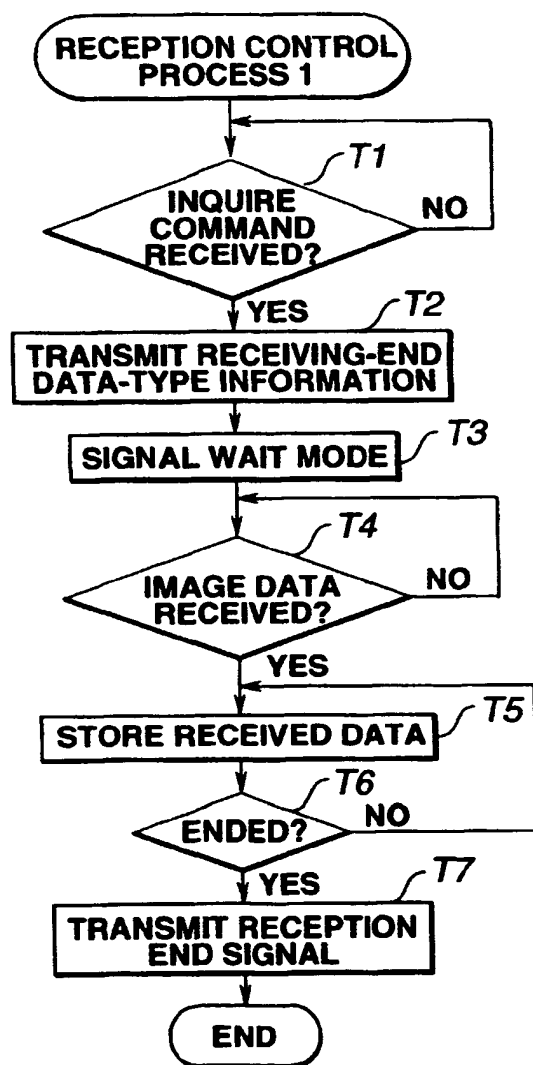 RECEPTION CONTROL
PROCESS 1
T1
INQUIRE
COMMAND
RECEIVED?
NO
YES
T2
TRANSMIT RECEIVING-END
DATA-TYPE INFORMATION
T3
SIGNAL WAIT MODE
T4
IMAGE DATA
RECEIVED?
NO
YES
T5
STORE RECEIVED DATA
T6
ENDED?
NO
YES
T7
TRANSMIT RECEPTION
END SIGNAL
END